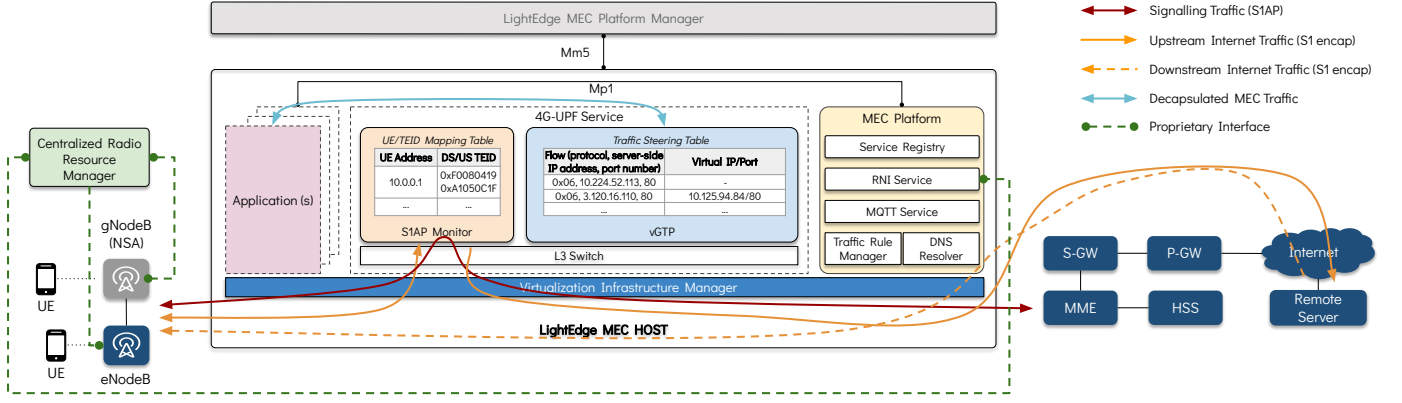 LightEdge MEC Platform Manager
Mm5
Mp1
Signalling Traffic (S1AP)
Upstream Internet Traffic (S1 encap)
Downstream Internet Traffic (S1 encap)
Decapsulated MEC Traffic
Proprietary Interface
Centralized Radio
Resource
Manager
gNodeB
(NSA)
UE
UE
eNodeB
Application (s)
4G-UPF Service
UE/TEID Mapping Table
UE Address
DS/US TEID
10.0.0.1
0xF0080419
0xA1050C1F
...
...
S1AP Monitor
Traffic Steering Table
Flow (protocol, server-side
IP address, port number)
Virtual IP/Port
0x06, 10.224.52.113, 80
-
0x06, 3.120.16.110, 80
10.125.94.84/80
...
...
vGTP
L3 Switch
MEC Platform
Service Registry
RNI Service
MQTT Service
Traffic Rule
Manager
DNS
Resolver
Virtualization Infrastructure Manager
LightEdge MEC HOST
S-GW
P-GW
Internet
MME
HSS
Remote
Server